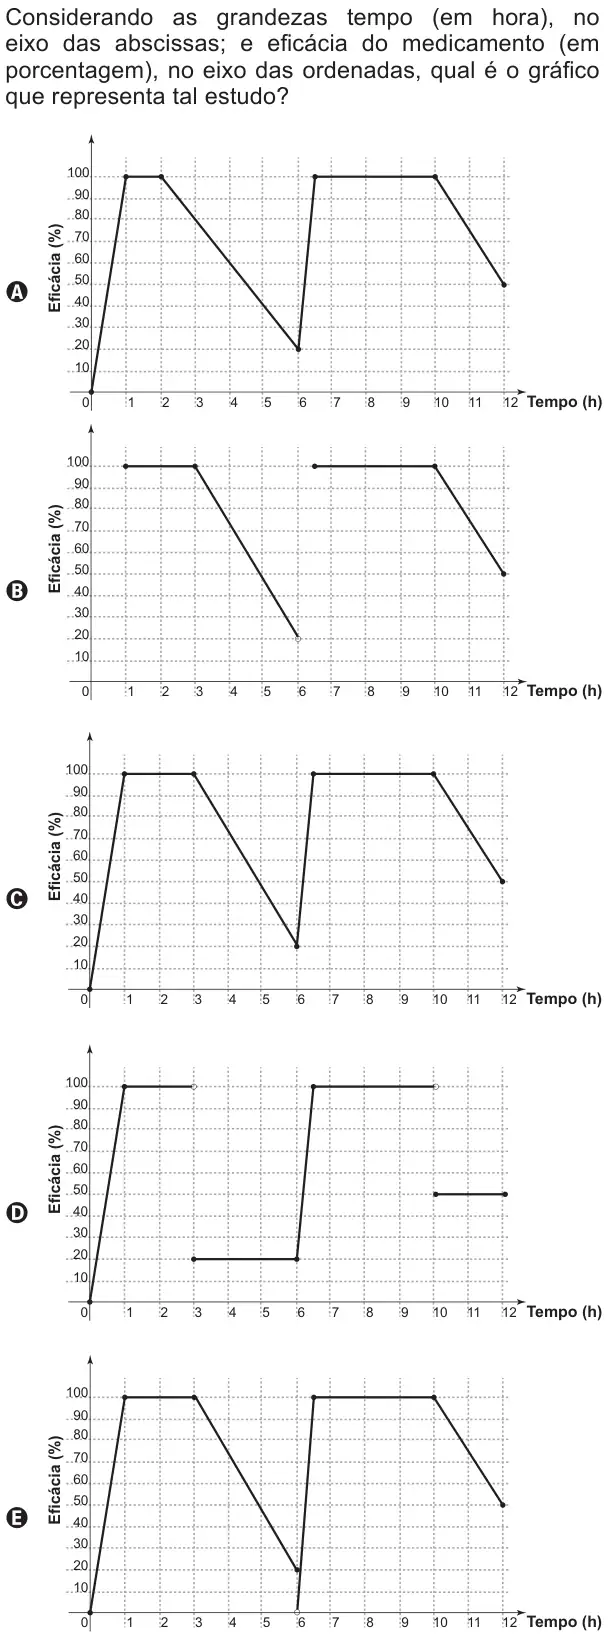 Considerando as grandezas tempo (em hora), no
eixo das abscissas; e eficácia do medicamento (em
porcentagem), no eixo das ordenadas, qual é o gráfico
que representa tal estudo?
A
Eficácia (%)
100
90
80
70
60
50
40
30
20
10
0 1 2 3 4 5 6 7 8 9 10 11 12 Tempo (h)
B
Eficácia (%)
100
90
80
70
60
50
40
30
20
10
0 1 2 3 4 5 6 7 8 9 10 11 12 Tempo (h)
C
Eficácia (%)
100
90
80
70
60
50
40
30
20
10
0 1 2 3 4 5 6 7 8 9 10 11 12 Tempo (h)
D
Eficácia (%)
100
90
80
70
60
50
40
30
20
10
0 1 2 3 4 5 6 7 8 9 10 11 12 Tempo (h)
E
Eficácia (%)
100
90
80
70
60
50
40
30
20
10
0 1 2 3 4 5 6 7 8 9 10 11 12 Tempo (h)